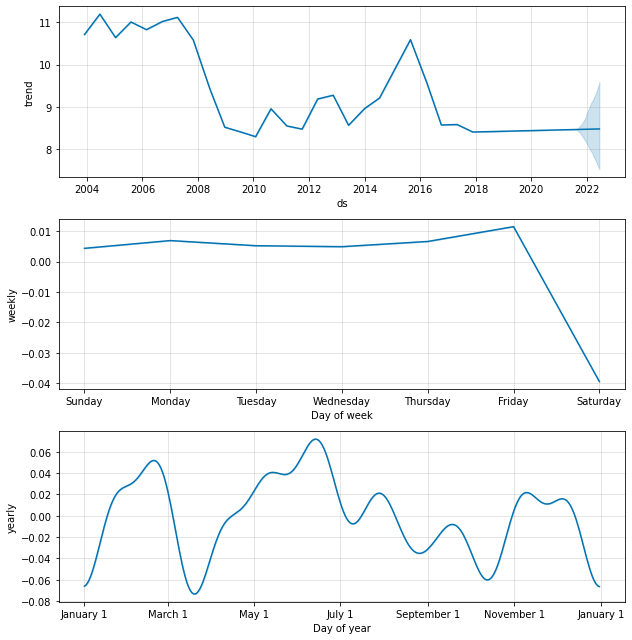 11
10
9
8
trend
2004 2006 2008 2010 2012 2014 2016 2018 2020 2022
ds
0.01
0.00
−0.01
−0.02
−0.03
−0.04
weekly
Sunday Monday Tuesday Wednesday Thursday Friday Saturday
Day of week
0.06
0.04
0.02
0.00
−0.02
−0.04
−0.06
−0.08
yearly
January 1 March 1 May 1 July 1 September 1 November 1 January 1
Day of year